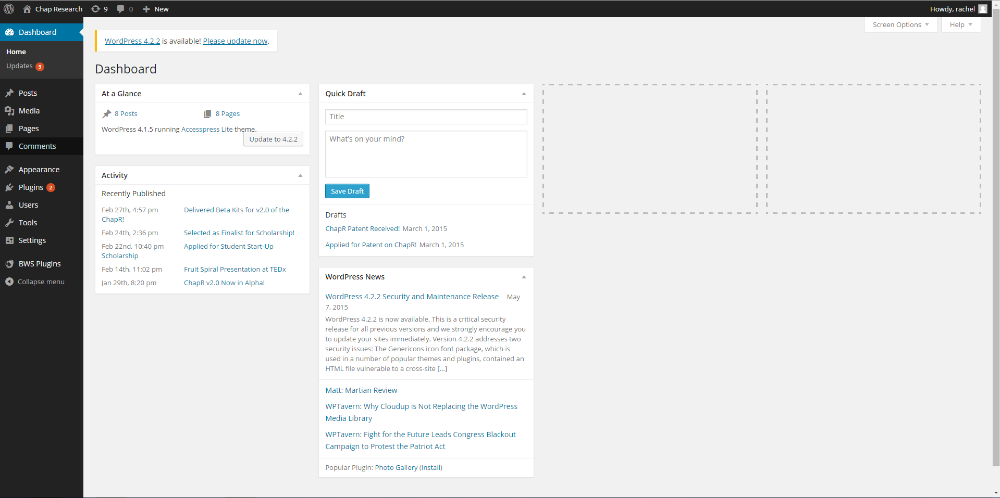 Chap Research 9 0 New Howdy, rachel
Dashboard
Home
Updates 9
Posts
Media
Pages
Comments
Appearance
Plugins 2
Users
Tools
Settings
BWS Plugins
Collapse menu
Screen Options Help
WordPress 4.2.2 is available! Please update now.
Dashboard
At a Glance
8 Posts 8 Pages
WordPress 4.1.5 running Accesspress Lite theme.
Update to 4.2.2
Activity
Recently Published
Feb 27th, 4:57 pm Delivered Beta Kits for v2.0 of the
ChapR!
Feb 24th, 2:36 pm Selected as Finalist for Scholarship!
Feb 22nd, 10:40 pm Applied for Student Start-Up
Scholarship
Feb 14th, 11:02 pm Fruit Spiral Presentation at TEDx
Jan 29th, 8:20 pm ChapR v2.0 Now in Alpha!
Quick Draft
Title
What's on your mind?
Save Draft
Drafts
ChapR Patent Received! March 1, 2015
Applied for Patent on ChapR! March 1, 2015
WordPress News
WordPress 4.2.2 Security and Maintenance Release May
7, 2015
WordPress 4.2.2 is now available. This is a critical security
release for all previous versions and we strongly encourage you
to update your sites immediately. Version 4.2.2 addresses two
security issues: The Genericons icon font package, which is
used in a number of popular themes and plugins, contained an
HTML file vulnerable to a cross-site […]
Matt: Martian Review
WPTavern: Why Cloudup is Not Replacing the WordPress
Media Library
WPTavern: Fight for the Future Leads Congress Blackout
Campaign to Protest the Patriot Act
Popular Plugin: Photo Gallery (Install)